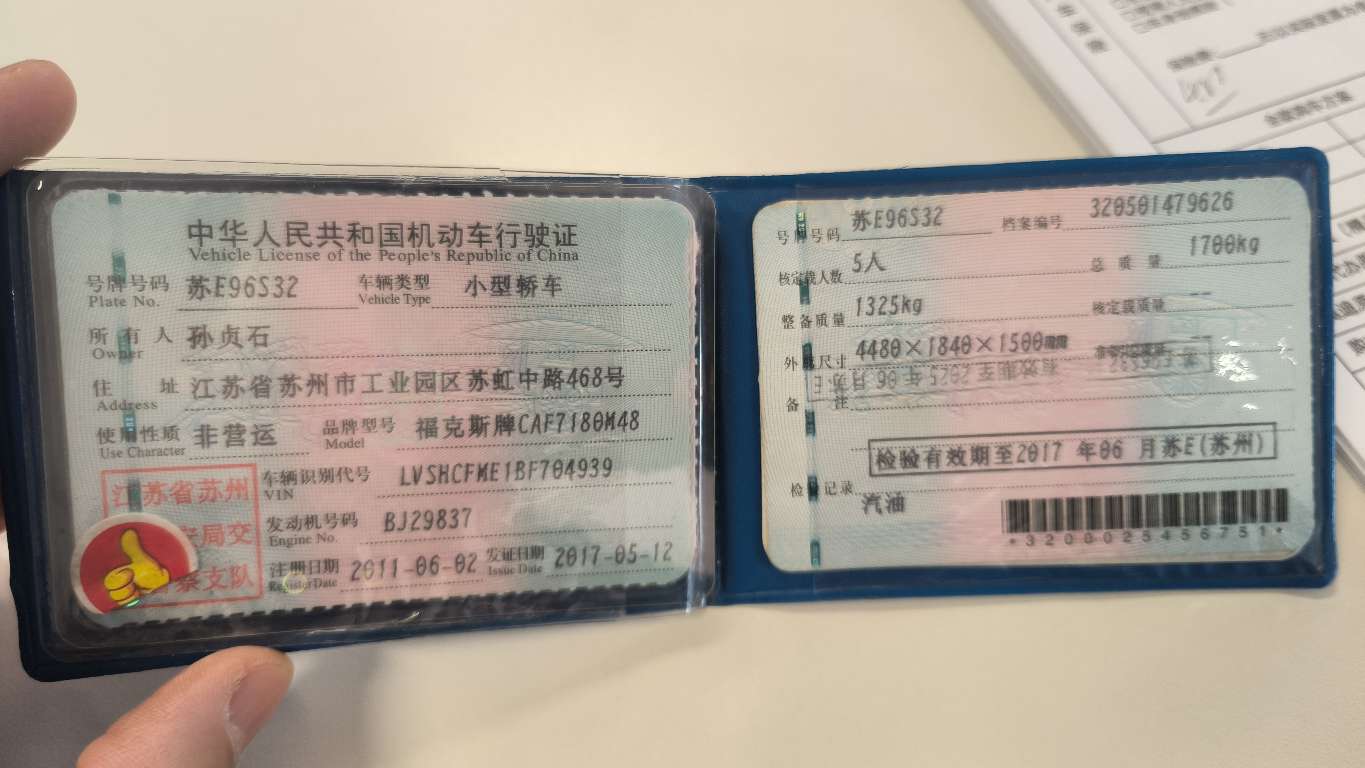 中华人民共和国机动车行驶证
Vehicle License of the People's Republic of China
号牌号码 苏E96S32 车辆类型 小型轿车
Plate No. Vehicle Type
所有人 孙贞石
Owner
住址 江苏省苏州市工业园区苏虹中路468号
Address
使用性质 非营运 品牌型号 福克斯牌CAF7180M48
Use Character Model
江苏省苏州
局交
察支队
车辆识别代号 LVSHCFME1BF704939
VIN
发动机号码 BJ29837
Engine No.
注册日期 2011-06-02 发证日期 2017-05-12
Register Date Issue Date
号牌号码 苏E96S32 档案编号 320501479626
核定载人数 5人 总质量 1700kg
整备质量 1325kg 核定载质量
外廓尺寸 4480×1840×1500
备注
检验有效期至2017年06月苏E(苏州)
检验记录
汽油
*3200025456751*